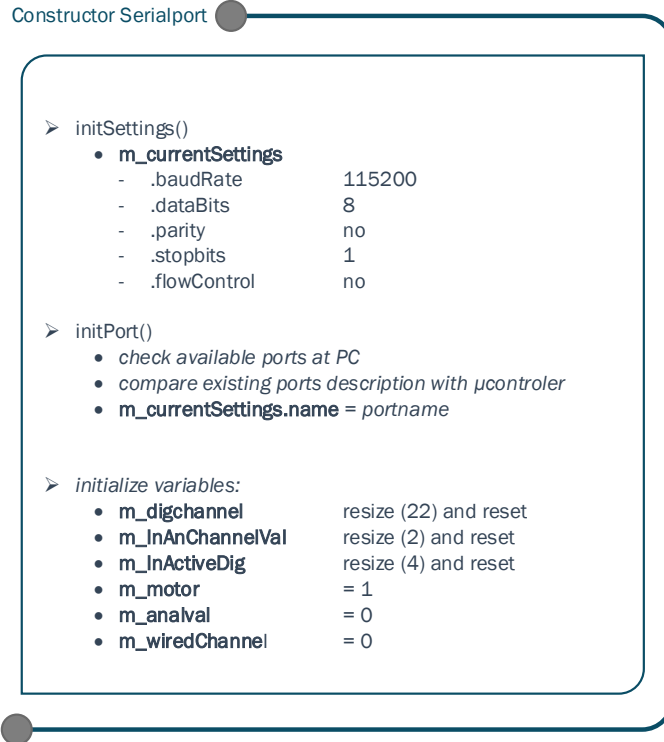 Constructor Serialport
➢ initSettings()
• m_currentSettings
- .baudRate 115200
- .dataBits 8
- .parity no
- .stopbits 1
- .flowControl no
➢ initPort()
• check available ports at PC
• compare existing ports description with µcontroler
• m_currentSettings.name = portname
➢ initialize variables:
• m_digchannel resize (22) and reset
• m_InAnChannelVal resize (2) and reset
• m_InActiveDig resize (4) and reset
• m_motor = 1
• m_analval = 0
• m_wiredChannel = 0